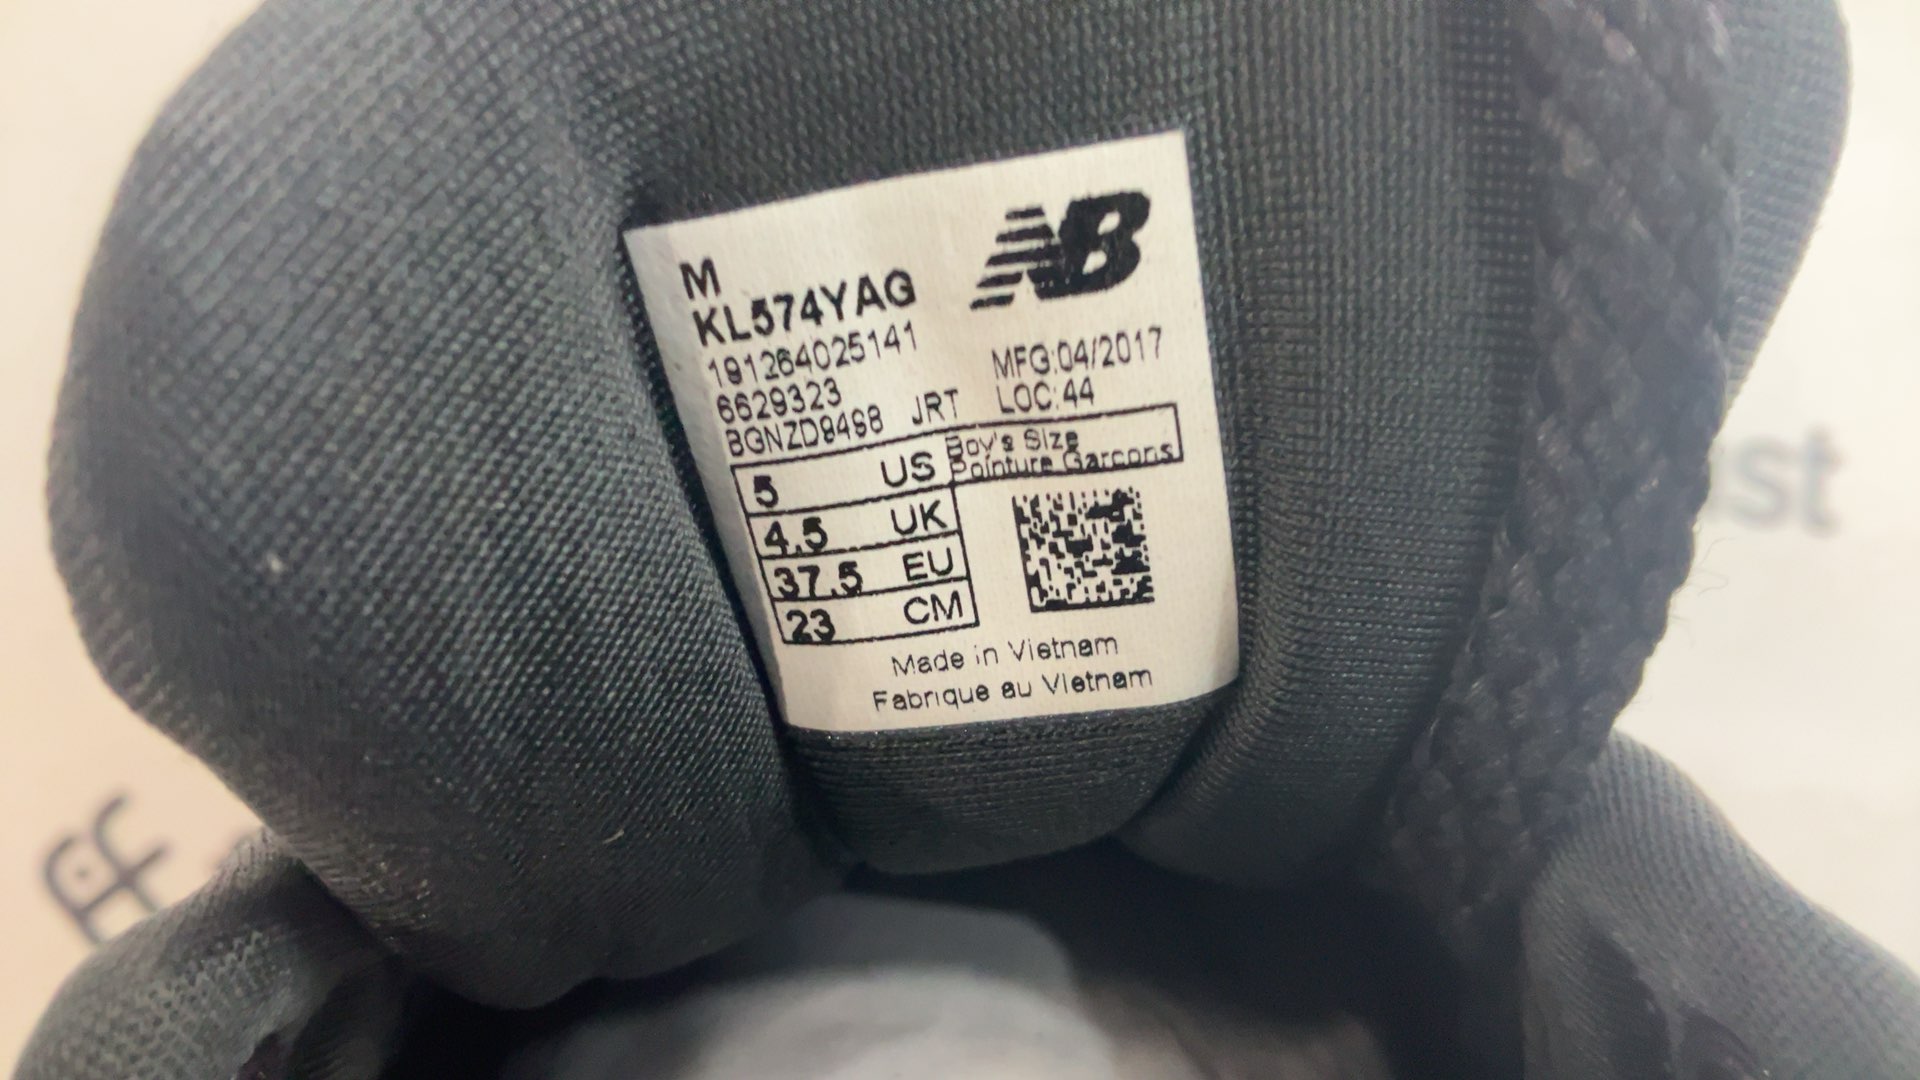 NB
M
KL574YAG
191264025141
MFG:04/2017
6629323
LOC:44
JRT
5 US
Boy's Size
Pointure Garcons
4.5 UK
37.5 EU
23 CM
Made in Vietnam
Fabrique au Vietnam